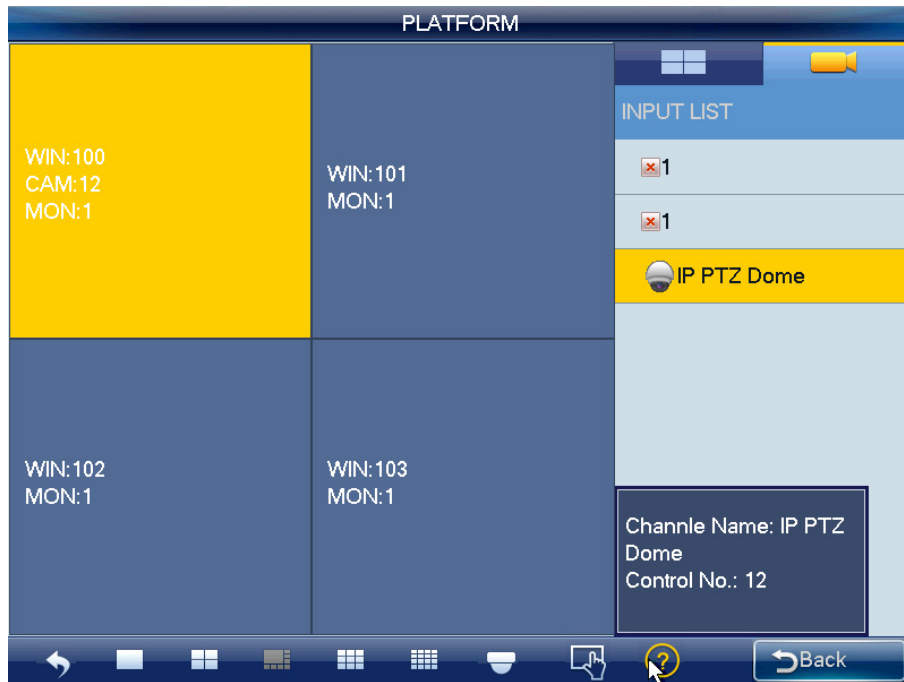 PLATFORM
WIN:100
CAM:12
MON:1
WIN:101
MON:1
WIN:102
MON:1
WIN:103
MON:1
INPUT LIST
1
1
IP PTZ Dome
Channle Name: IP PTZ
Dome
Control No.: 12
?
Back